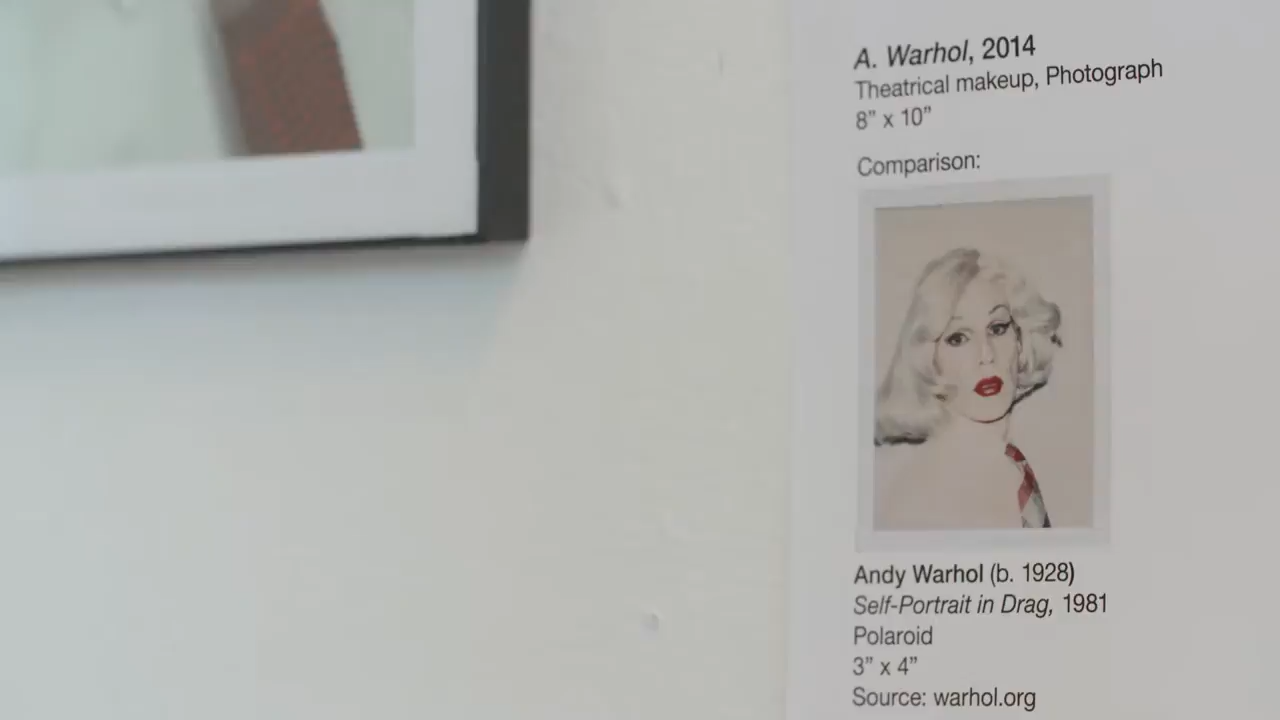 A. Warhol, 2014
Theatrical makeup, Photograph
8” x 10”
Comparison:
Andy Warhol (b. 1928)
Self-Portrait in Drag, 1981
Polaroid
3” x 4”
Source: warhol.org